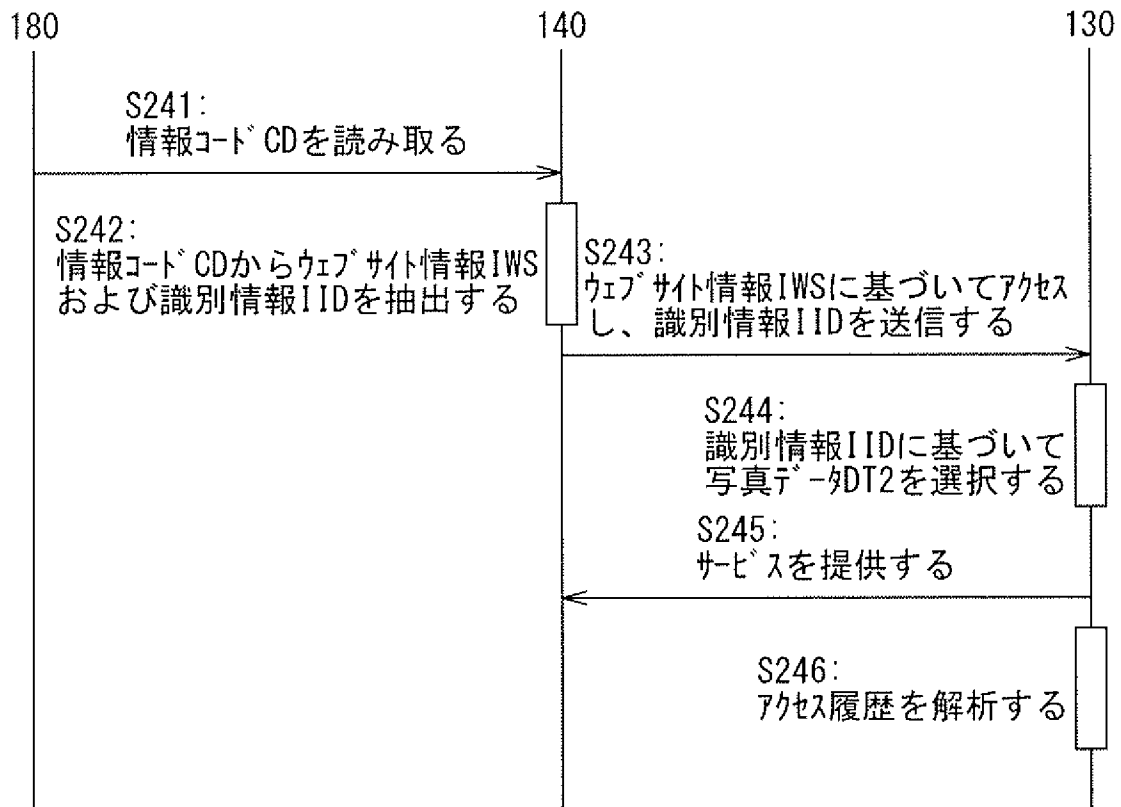 180
140
130
S241:
情報コードCDを読み取る
S242:
情報コードCDからウェブサイト情報IWS
および識別情報IIDを抽出する
S243:
ウェブサイト情報IWSに基づいてアクセス
し、識別情報IIDを送信する
S244:
識別情報IIDに基づいて
写真データDT2を選択する
S245:
サービスを提供する
S246:
アクセス履歴を解析する